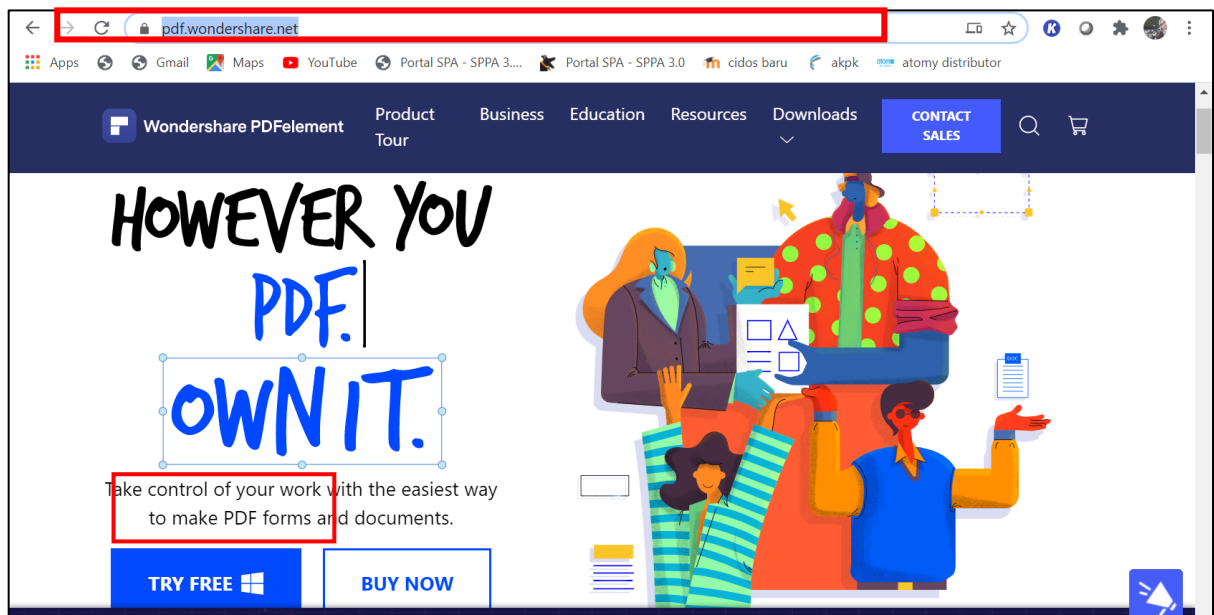 pdf.wondershare.net
Apps Gmail Maps YouTube Portal SPA - SPPA 3.... Portal SPA - SPPA 3.0 cidos baru akpk atomy distributor
Wondershare PDFelement
Product Tour
Business
Education
Resources
Downloads
CONTACT
SALES
HOWEVER YOU
PDF.
OWN IT.
Take control of your work with the easiest way
to make PDF forms and documents.
TRY FREE
BUY NOW
DOC